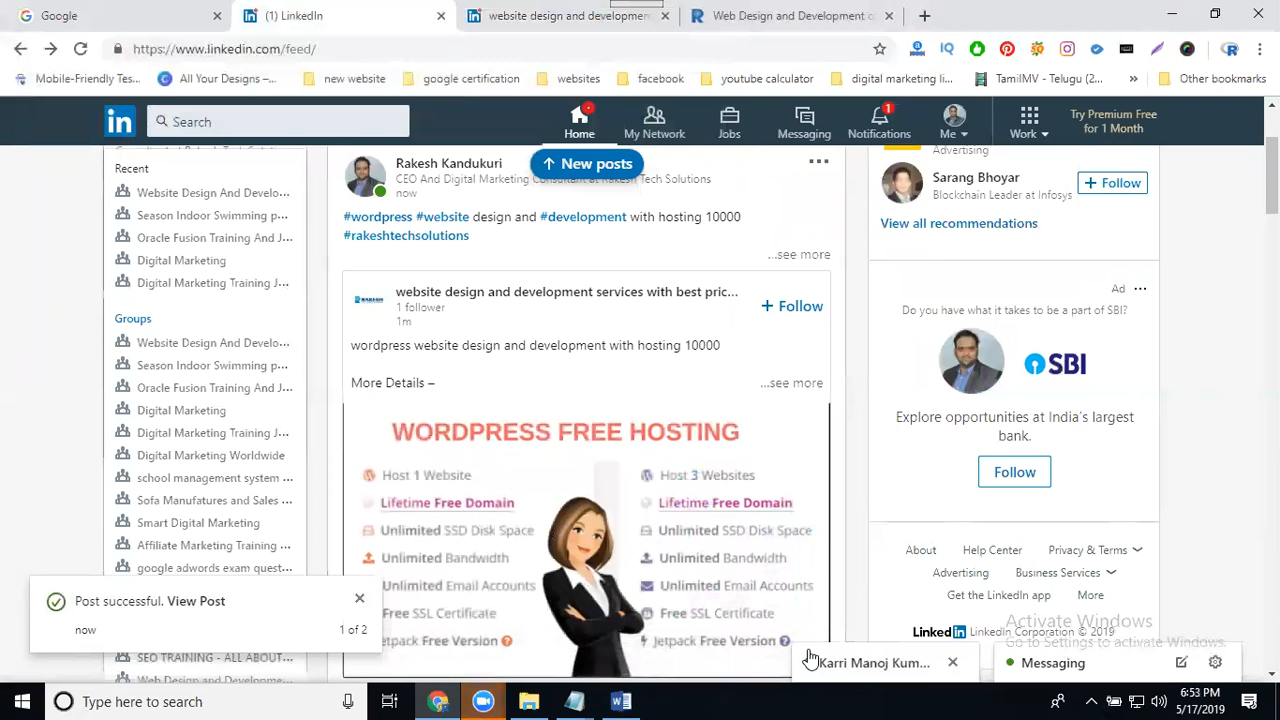 Google
(1) LinkedIn
website design and developmen
Web Design and Development c
https://www.linkedin.com/feed/
Mobile-Friendly Tes...
All Your Designs –...
new website
google certification
websites
facebook
youtube calculator
digital marketing li...
TamilMV - Telugu (2...
Other bookmarks
in
Search
Home
My Network
Jobs
Messaging
1
Notifications
Me
Work
Try Premium Free
for 1 Month
Recent
Website Design And Develo...
Season Indoor Swimming p...
Oracle Fusion Training And J...
Digital Marketing
Digital Marketing Training J...
Groups
Website Design And Develo...
Season Indoor Swimming p...
Oracle Fusion Training And J...
Digital Marketing
Digital Marketing Training J...
Digital Marketing Worldwide
school management system ...
Sofa Manufatures and Sales ...
Smart Digital Marketing
Affiliate Marketing Training ...
google adwords exam quest...
Post successful. View Post
now
1 of 2
SEO TRAINING - ALL ABOUT...
Rakesh Kandukuri
New posts
CEO And Digital Marketing Consultant at Rakesh Tech Solutions
now
#wordpress #website design and #development with hosting 10000
#rakeshtechsolutions
...see more
website design and development services with best pric...
1 follower
1m
+ Follow
wordpress website design and development with hosting 10000
More Details –
...see more
WORDPRESS FREE HOSTING
Host 1 Website
Lifetime Free Domain
Unlimited SSD Disk Space
Unlimited Bandwidth
Unlimited Email Accounts
Free SSL Certificate
Jetpack Free Version
Host 3 Websites
Lifetime Free Domain
Unlimited SSD Disk Space
Unlimited Bandwidth
Unlimited Email Accounts
Free SSL Certificate
Jetpack Free Version
Advertising
Sarang Bhoyar
Blockchain Leader at Infosys
+ Follow
View all recommendations
Ad
Do you have what it takes to be a part of SBI?
SBI
Explore opportunities at India's largest
bank.
Follow
About
Help Center
Privacy & Terms
Advertising
Business Services
Get the LinkedIn app
More
LinkedIn LinkedIn Corporation © 2019
Activate Windows
Go to Settings to activate Windows.
Karri Manoj Kum...
Messaging
Type here to search
6:53 PM
5/17/2019